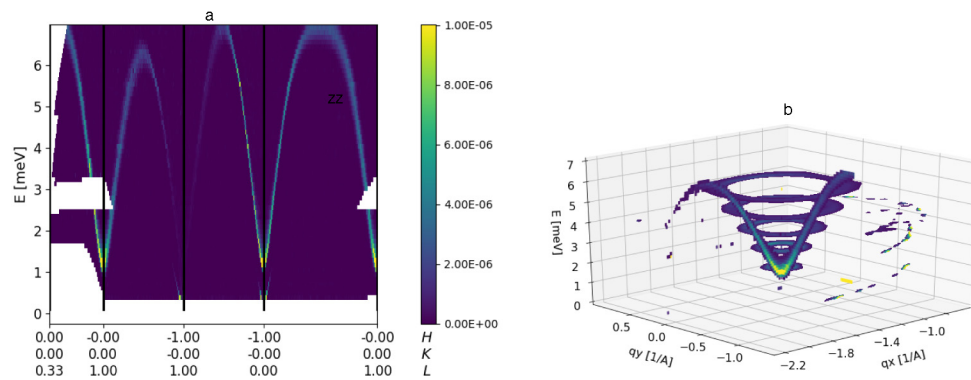 a
6
5
4
3
2
1
0
E [meV]
zz
1.00E-05
8.00E-06
6.00E-06
4.00E-06
2.00E-06
0.00E+00
-0.00 -1.00 -1.00 -0.00 H
0.00 0.00 -0.00 -0.00 0.00 K
0.33 1.00 1.00 0.00 1.00 L
b
7
6
5
4
3
2
1
0
E [meV]
0.5
0.0
-0.5
-1.0
qy [1/A]
-2.2
-1.8
-1.4
-1.0
qx [1/A]